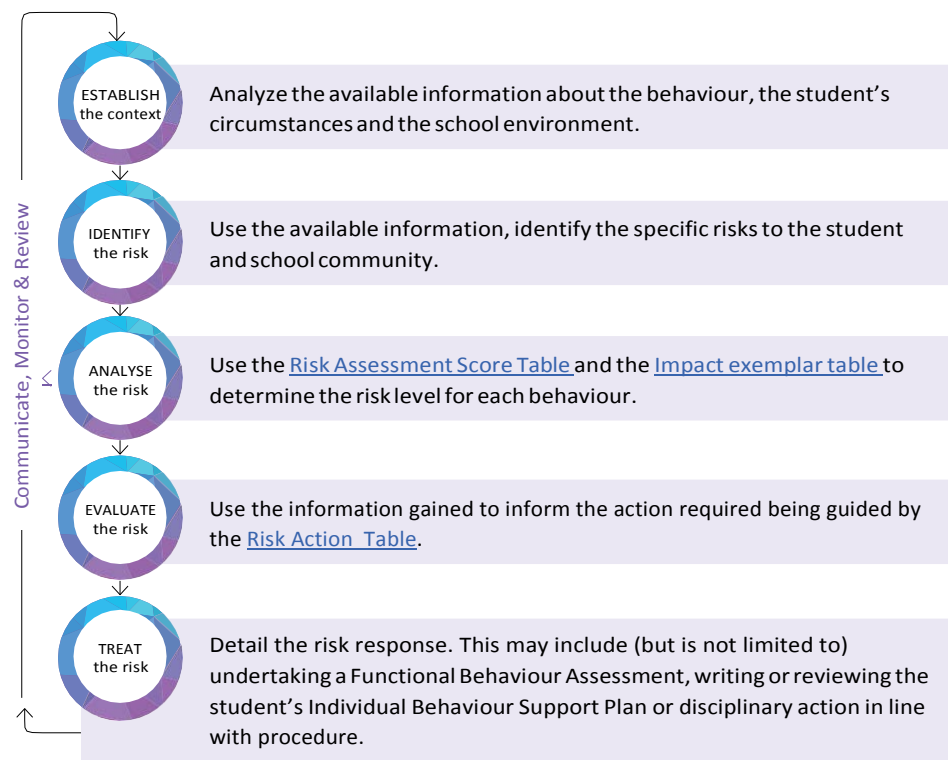 ESTABLISH
the context
Analyze the available information about the behaviour, the student’s
circumstances and the school environment.
IDENTIFY
the risk
Use the available information, identify the specific risks to the student
and school community.
Communicate, Monitor & Review
ANALYSE
the risk
Use the Risk Assessment Score Table and the Impact exemplar table to
determine the risk level for each behaviour.
EVALUATE
the risk
Use the information gained to inform the action required being guided by
the Risk Action Table.
TREAT
the risk
Detail the risk response. This may include (but is not limited to)
undertaking a Functional Behaviour Assessment, writing or reviewing the
student’s Individual Behaviour Support Plan or disciplinary action in line
with procedure.